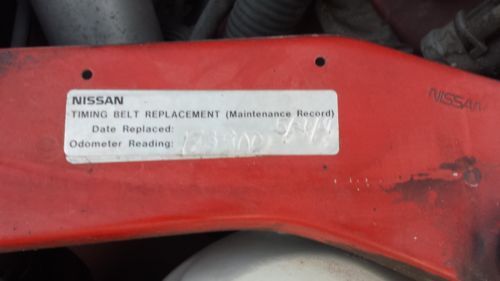 NISSAN
TIMING BELT REPLACEMENT (Maintenance Record)
Date Replaced:
Odometer Reading:
NISSAN